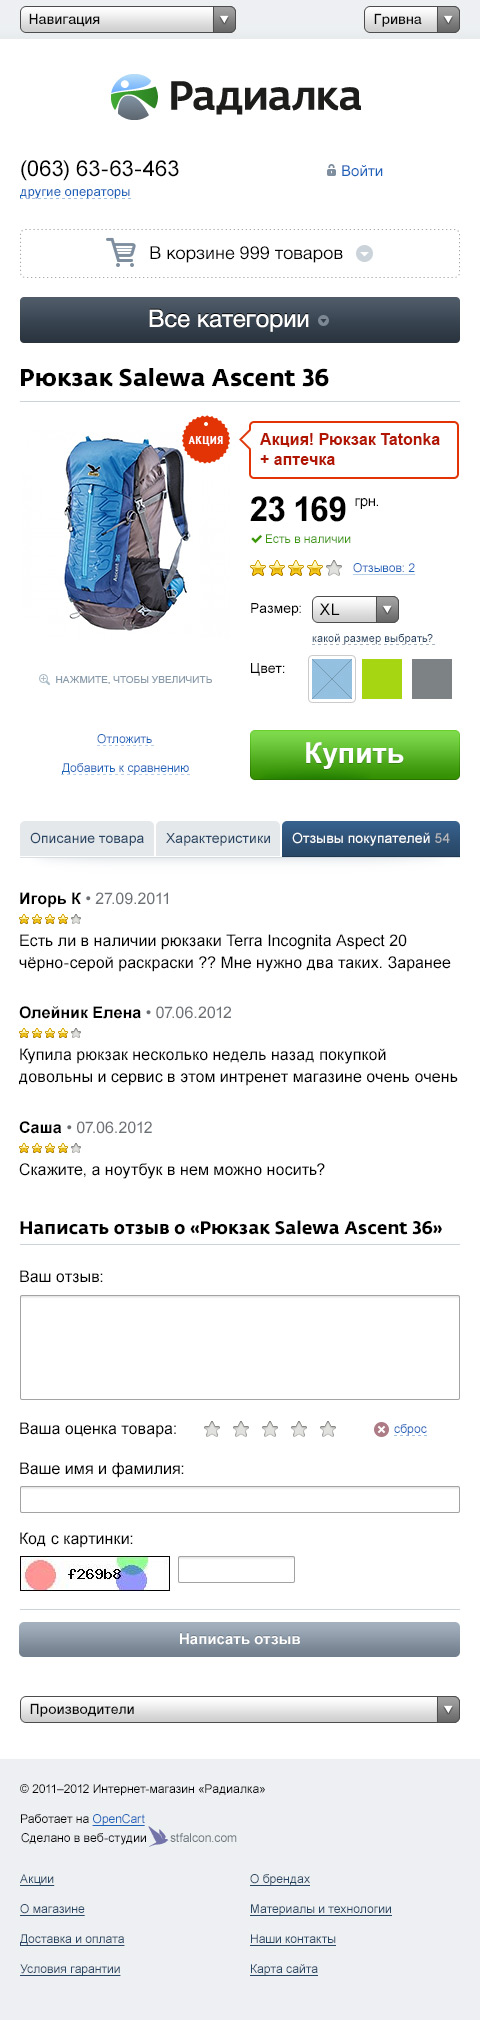 Навигация
Гривна
Радиалка
(063) 63-63-463
Войти
другие операторы
В корзине 999 товаров
Все категории
Рюкзак Salewa Ascent 36
АКЦИЯ
Акция! Рюкзак Tatonka
+ аптечка
23 169 грн.
Есть в наличии
Отзывов: 2
Размер: XL
какой размер выбрать?
Цвет:
Ascent 36
НАЖМИТЕ, ЧТОБЫ УВЕЛИЧИТЬ
Отложить
Добавить к сравнению
Купить
Описание товара
Характеристики
Отзывы покупателей 54
Игорь К • 27.09.2011
Есть ли в наличии рюкзаки Terra Incognita Aspect 20
чёрно-серой раскраски ?? Мне нужно два таких. Заранее
Олейник Елена • 07.06.2012
Купила рюкзак несколько недель назад покупкой
довольны и сервис в этом интренет магазине очень очень
Саша • 07.06.2012
Скажите, а ноутбук в нем можно носить?
Написать отзыв о «Рюкзак Salewa Ascent 36»
Ваш отзыв:
Ваша оценка товара:
сброс
Ваше имя и фамилия:
Код с картинки:
f269b8
Написать отзыв
Производители
© 2011–2012 Интернет-магазин «Радиалка»
Работает на OpenCart
Сделано в веб-студии stfalcon.com
Акции
О брендах
О магазине
Материалы и технологии
Доставка и оплата
Наши контакты
Условия гарантии
Карта сайта